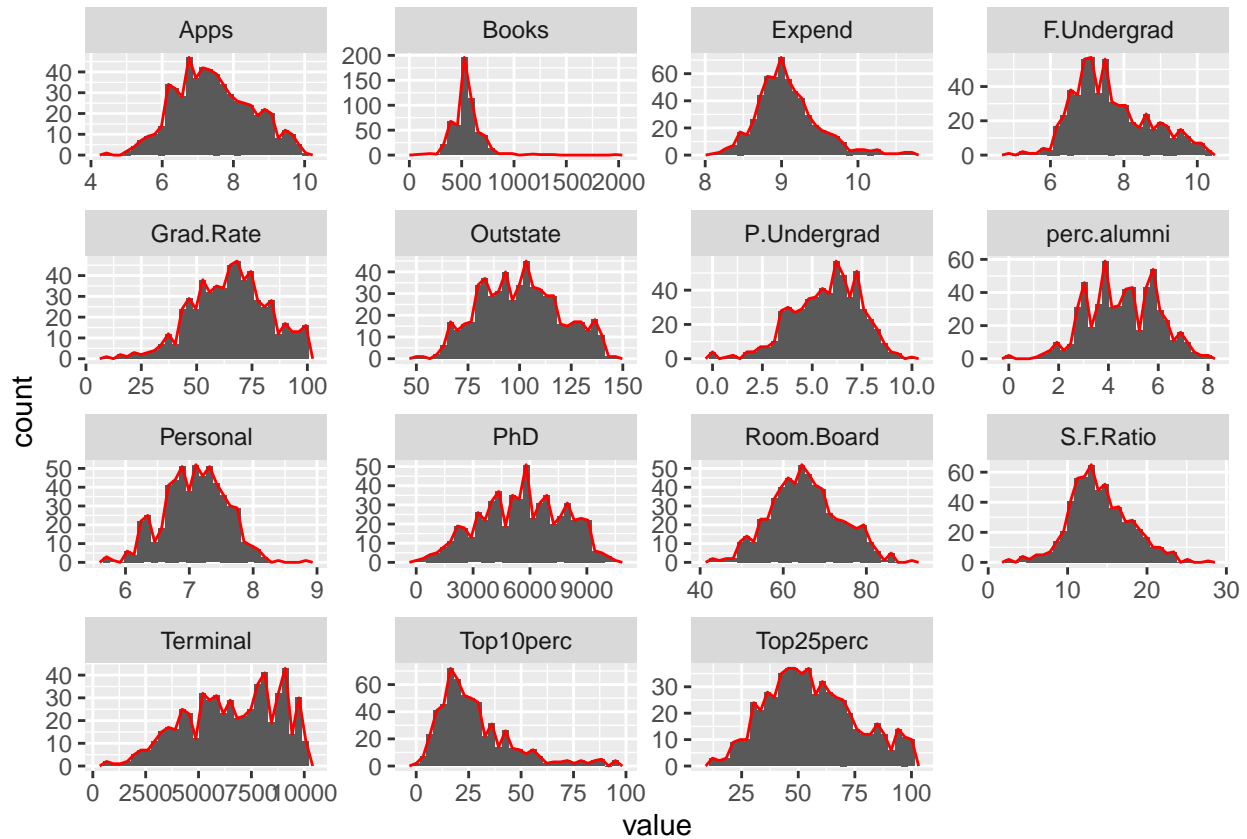 Apps Books Expend F.Undergrad
0 10 20 30 40
4 6 8 10
0 50 100 150 200
0 500 1000 1500 2000
0 20 40 60
8 9 10
0 20 40
6 8 10
Grad.Rate Outstate P.Undergrad perc.alumni
0 10 20 30 40
0 25 50 75 100
0 10 20 30 40
50 75 100 125 150
0 20 40
0.0 2.5 5.0 7.5 10.0
0 20 40 60
0 2 4 6 8
Personal PhD Room.Board S.F.Ratio
0 10 20 30 40 50
6 7 8 9
0 10 20 30 40 50
0 3000 6000 9000
0 10 20 30 40 50
40 60 80
0 20 40 60
0 10 20 30
Terminal Top10perc Top25perc
0 10 20 30 40
0 2500 5000 7500 10000
0 20 40 60
0 25 50 75 100
0 10 20 30
25 50 75 100
count
value